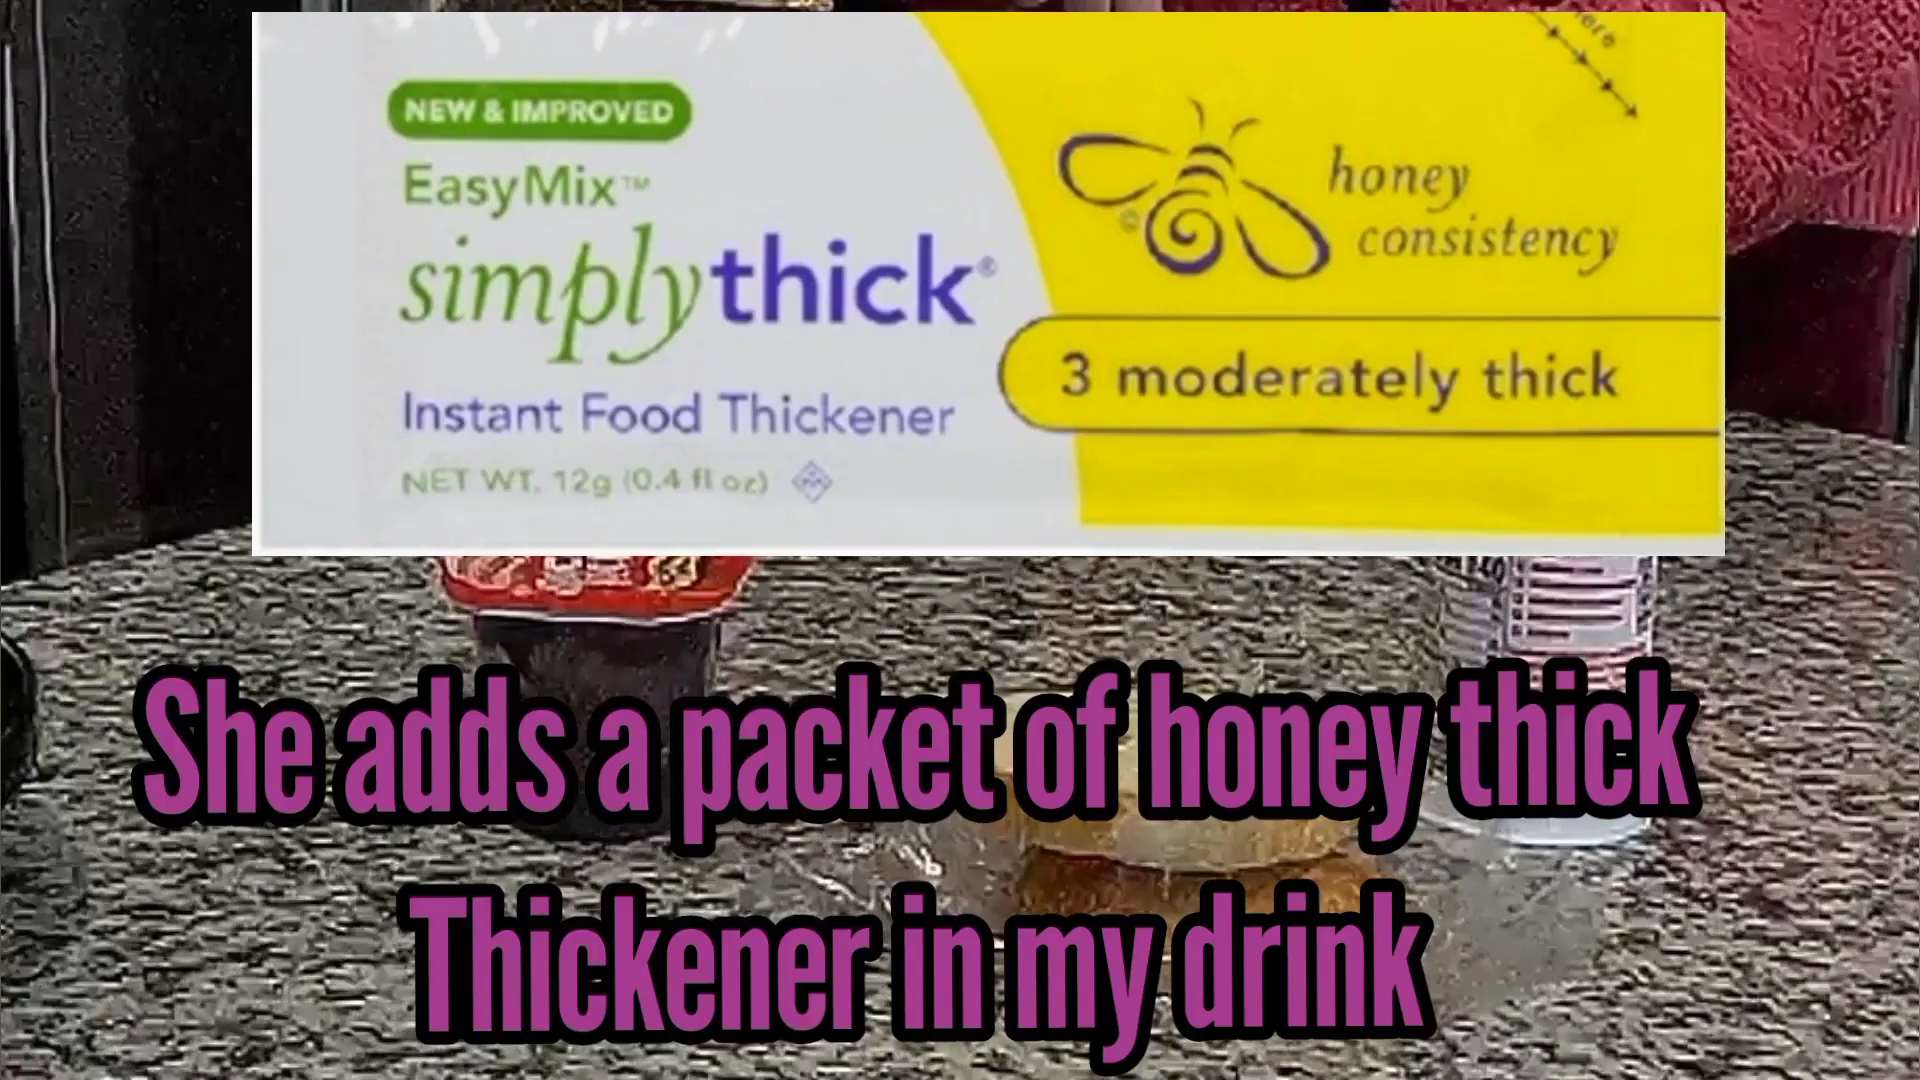 NEW & IMPROVED
EasyMix™
simplythick®
Instant Food Thickener
NET WT. 12g (0.4 fl oz)
honey
consistency
3 moderately thick
She adds a packet of honey thick
Thickener in my drink